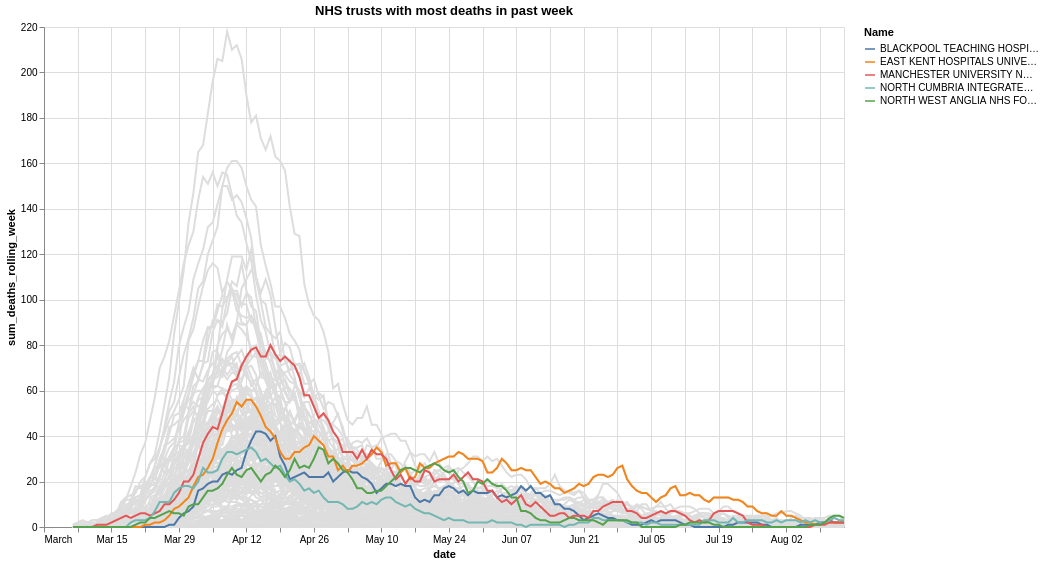 NHS trusts with most deaths in past week
220
200
180
160
140
120
100
80
60
40
20
0
sum_deaths_rolling_week
March Mar 15 Mar 29 Apr 12 Apr 26 May 10 May 24 Jun 07 Jun 21 Jul 05 Jul 19 Aug 02
date
Name
BLACKPOOL TEACHING HOSPI…
EAST KENT HOSPITALS UNIVE…
MANCHESTER UNIVERSITY N…
NORTH CUMBRIA INTEGRATE…
NORTH WEST ANGLIA NHS FO…